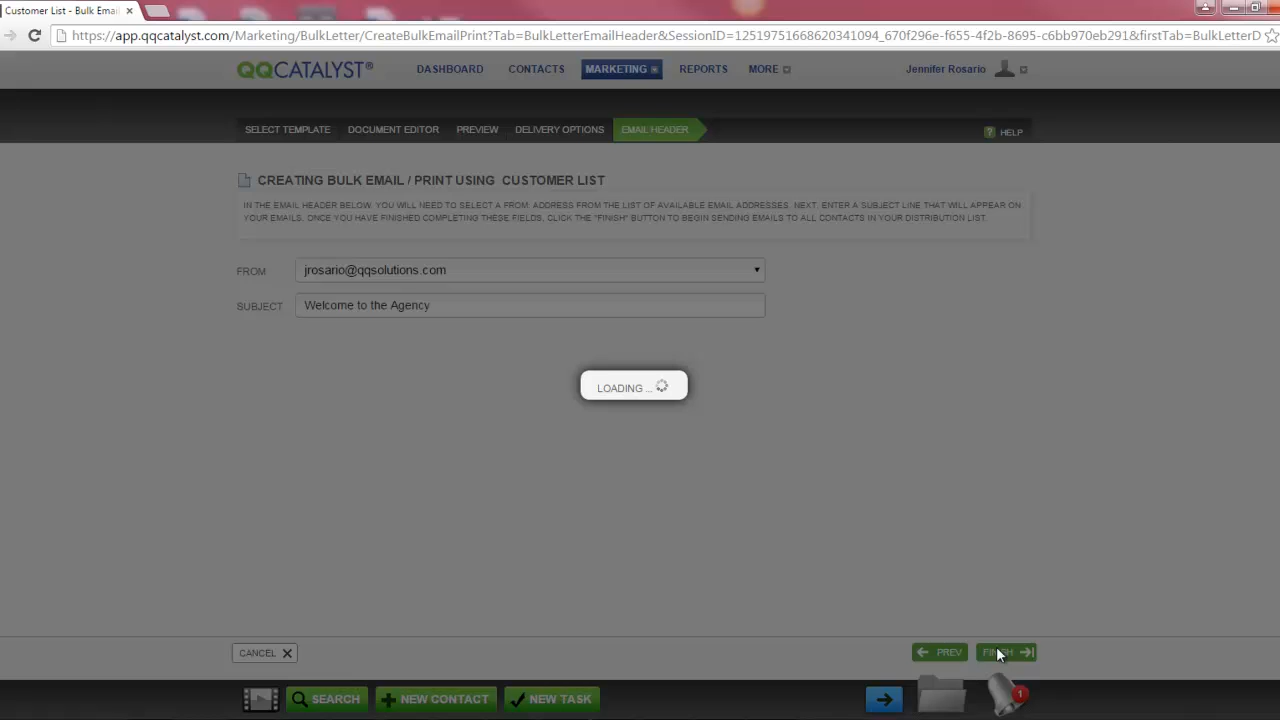 Customer List - Bulk Emai
https://app.qqcatalyst.com/Marketing/BulkLetter/CreateBulkEmailPrint?Tab=BulkLetterEmailHeader&SessionID=12519751668620341094_670f296e-f655-4f2b-8695-c6bb970eb291&firstTab=BulkLetterD
QQCATALYST® DASHBOARD CONTACTS MARKETING REPORTS MORE Jennifer Rosario
SELECT TEMPLATE DOCUMENT EDITOR PREVIEW DELIVERY OPTIONS EMAIL HEADER ? HELP
CREATING BULK EMAIL / PRINT USING CUSTOMER LIST
IN THE EMAIL HEADER BELOW, YOU WILL NEED TO SELECT A FROM: ADDRESS FROM THE LIST OF AVAILABLE EMAIL ADDRESSES. NEXT, ENTER A SUBJECT LINE THAT WILL APPEAR ON
YOUR EMAILS. ONCE YOU HAVE FINISHED COMPLETING THESE FIELDS, CLICK THE "FINISH" BUTTON TO BEGIN SENDING EMAILS TO ALL CONTACTS IN YOUR DISTRIBUTION LIST.
FROM jrosario@qqsolutions.com
SUBJECT Welcome to the Agency
LOADING ...
CANCEL PREV FINISH
SEARCH NEW CONTACT NEW TASK 1